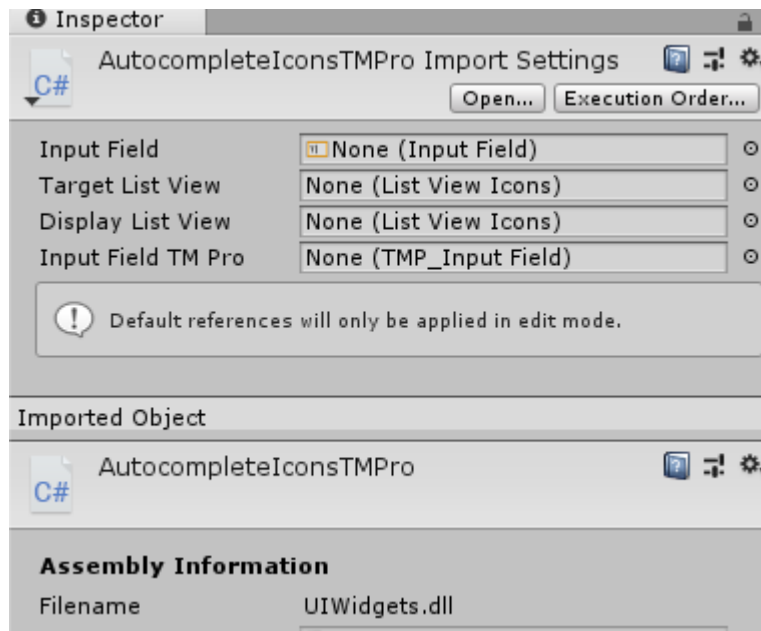 Inspector
AutocompleteIconsTMPro Import Settings
C#
Open... Execution Order...
Input Field None (Input Field)
Target List View None (List View Icons)
Display List View None (List View Icons)
Input Field TM Pro None (TMP_Input Field)
Default references will only be applied in edit mode.
Imported Object
AutocompleteIconsTMPro
C#
Assembly Information
Filename UIWidgets.dll